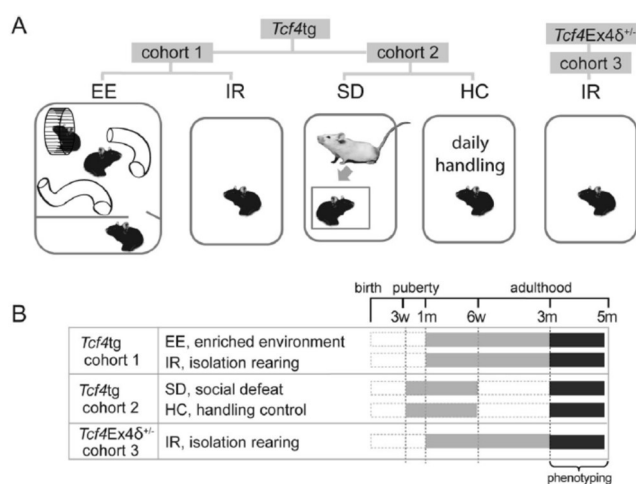 A
Tcf4tg
cohort 1
cohort 2
Tcf4Ex4δ+/-
cohort 3
EE
IR
SD
HC
IR
daily
handling
B
birth puberty adulthood
3w 1m 6w 3m 5m
Tcf4tg
cohort 1
EE, enriched environment
IR, isolation rearing
Tcf4tg
cohort 2
SD, social defeat
HC, handling control
Tcf4Ex4δ+/-
cohort 3
IR, isolation rearing
phenotyping